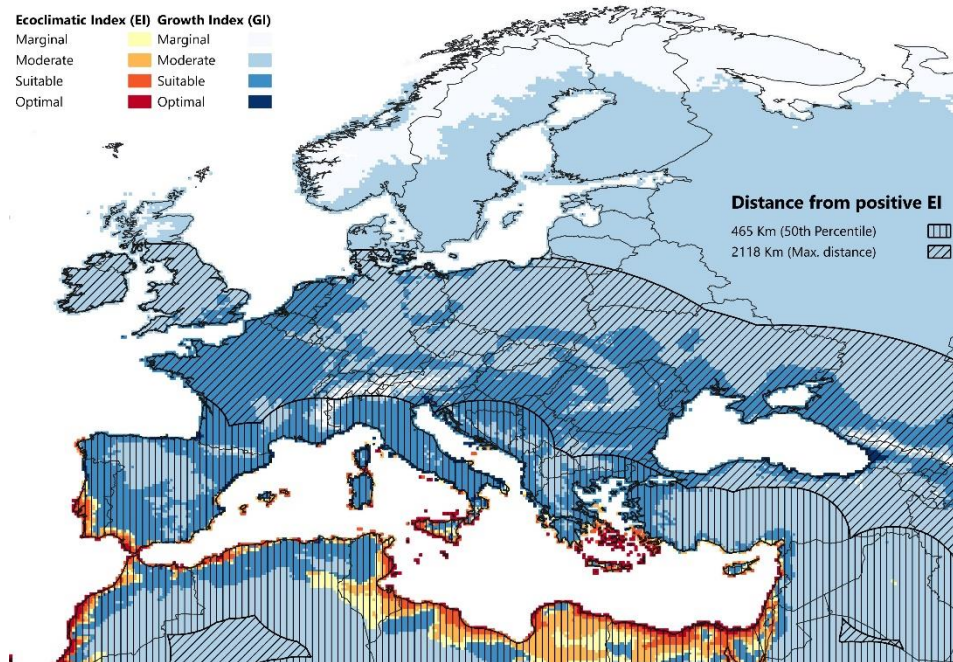 Ecoclimatic Index (EI) Growth Index (GI)
Marginal Marginal
Moderate Moderate
Suitable Suitable
Optimal Optimal
Distance from positive EI
465 Km (50th Percentile)
2118 Km (Max. distance)